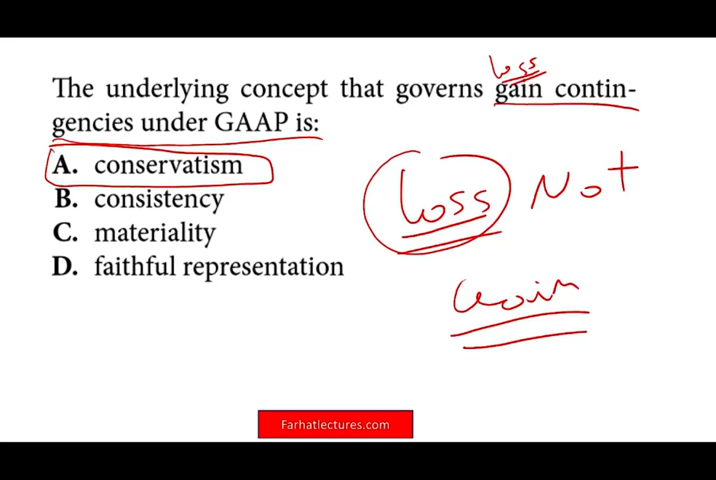 loss
The underlying concept that governs gain contin-
gencies under GAAP is:
A. conservatism
B. consistency
C. materiality
D. faithful representation
loss Not
Gain
Farhatlectures.com